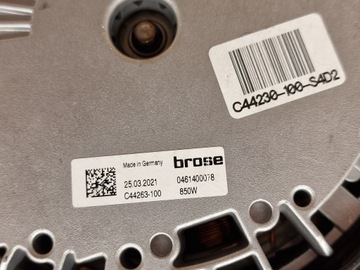 C44230-100-S4D2
Made in Germany
brose
25.03.2021 0461400078
C44263-100 850W